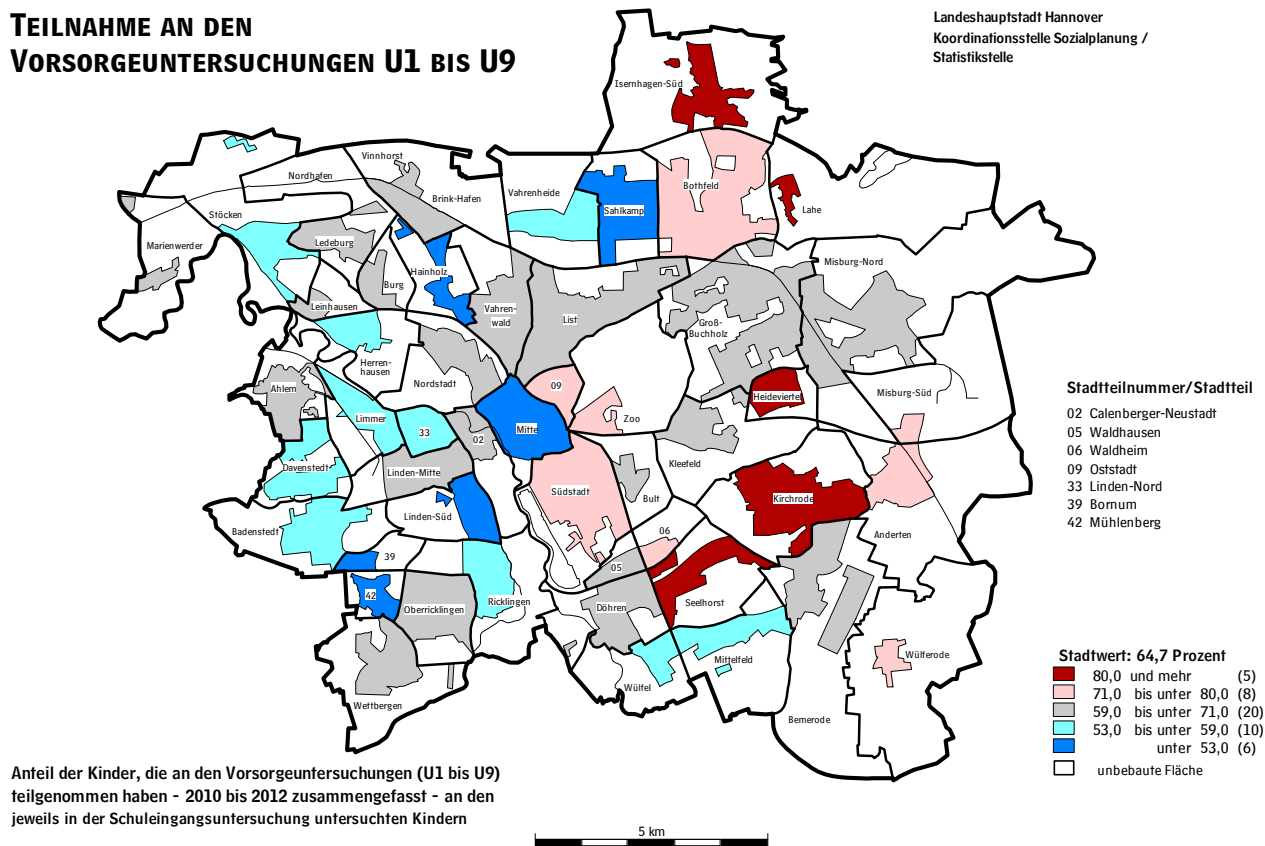 TEILNAHME AN DEN
VORSORGEUNTERSUCHUNGEN U1 BIS U9
Landeshauptstadt Hannover
Koordinationsstelle Sozialplanung /
Statistikstelle
Isernhagen-Süd
Vinnhorst
Nordhafen
Brink-Hafen
Vahrenheide
Sahlkamp
Bothfeld
Lahe
Stöcken
Marienwerder
Ledeburg
Hainholz
Burg
Leinhausen
Vahren-
wald
List
Groß-
Buchholz
Misburg-Nord
Herren-
hausen
Nordstadt
Ahlem
09
Zoo
Heideviertel
Misburg-Süd
Limmer
33
02
Mitte
Davenstedt
Linden-Mitte
Kleefeld
Südstadt
Bult
Kirchrode
Badenstedt
Linden-Süd
06
Anderten
39
05
42
Oberricklingen
Ricklingen
Döhren
Seelhorst
Mittelfeld
Wülferode
Wülfel
Wettbergen
Bemerode
Stadtteilnummer/Stadtteil
02 Calenberger-Neustadt
05 Waldhausen
06 Waldheim
09 Oststadt
33 Linden-Nord
39 Bornum
42 Mühlenberg
Stadtwert: 64,7 Prozent
80,0 und mehr (5)
71,0 bis unter 80,0 (8)
59,0 bis unter 71,0 (20)
53,0 bis unter 59,0 (10)
unter 53,0 (6)
unbebaute Fläche
Anteil der Kinder, die an den Vorsorgeuntersuchungen (U1 bis U9)
teilgenommen haben - 2010 bis 2012 zusammengefasst - an den
jeweils in der Schuleingangsuntersuchung untersuchten Kindern
5 km